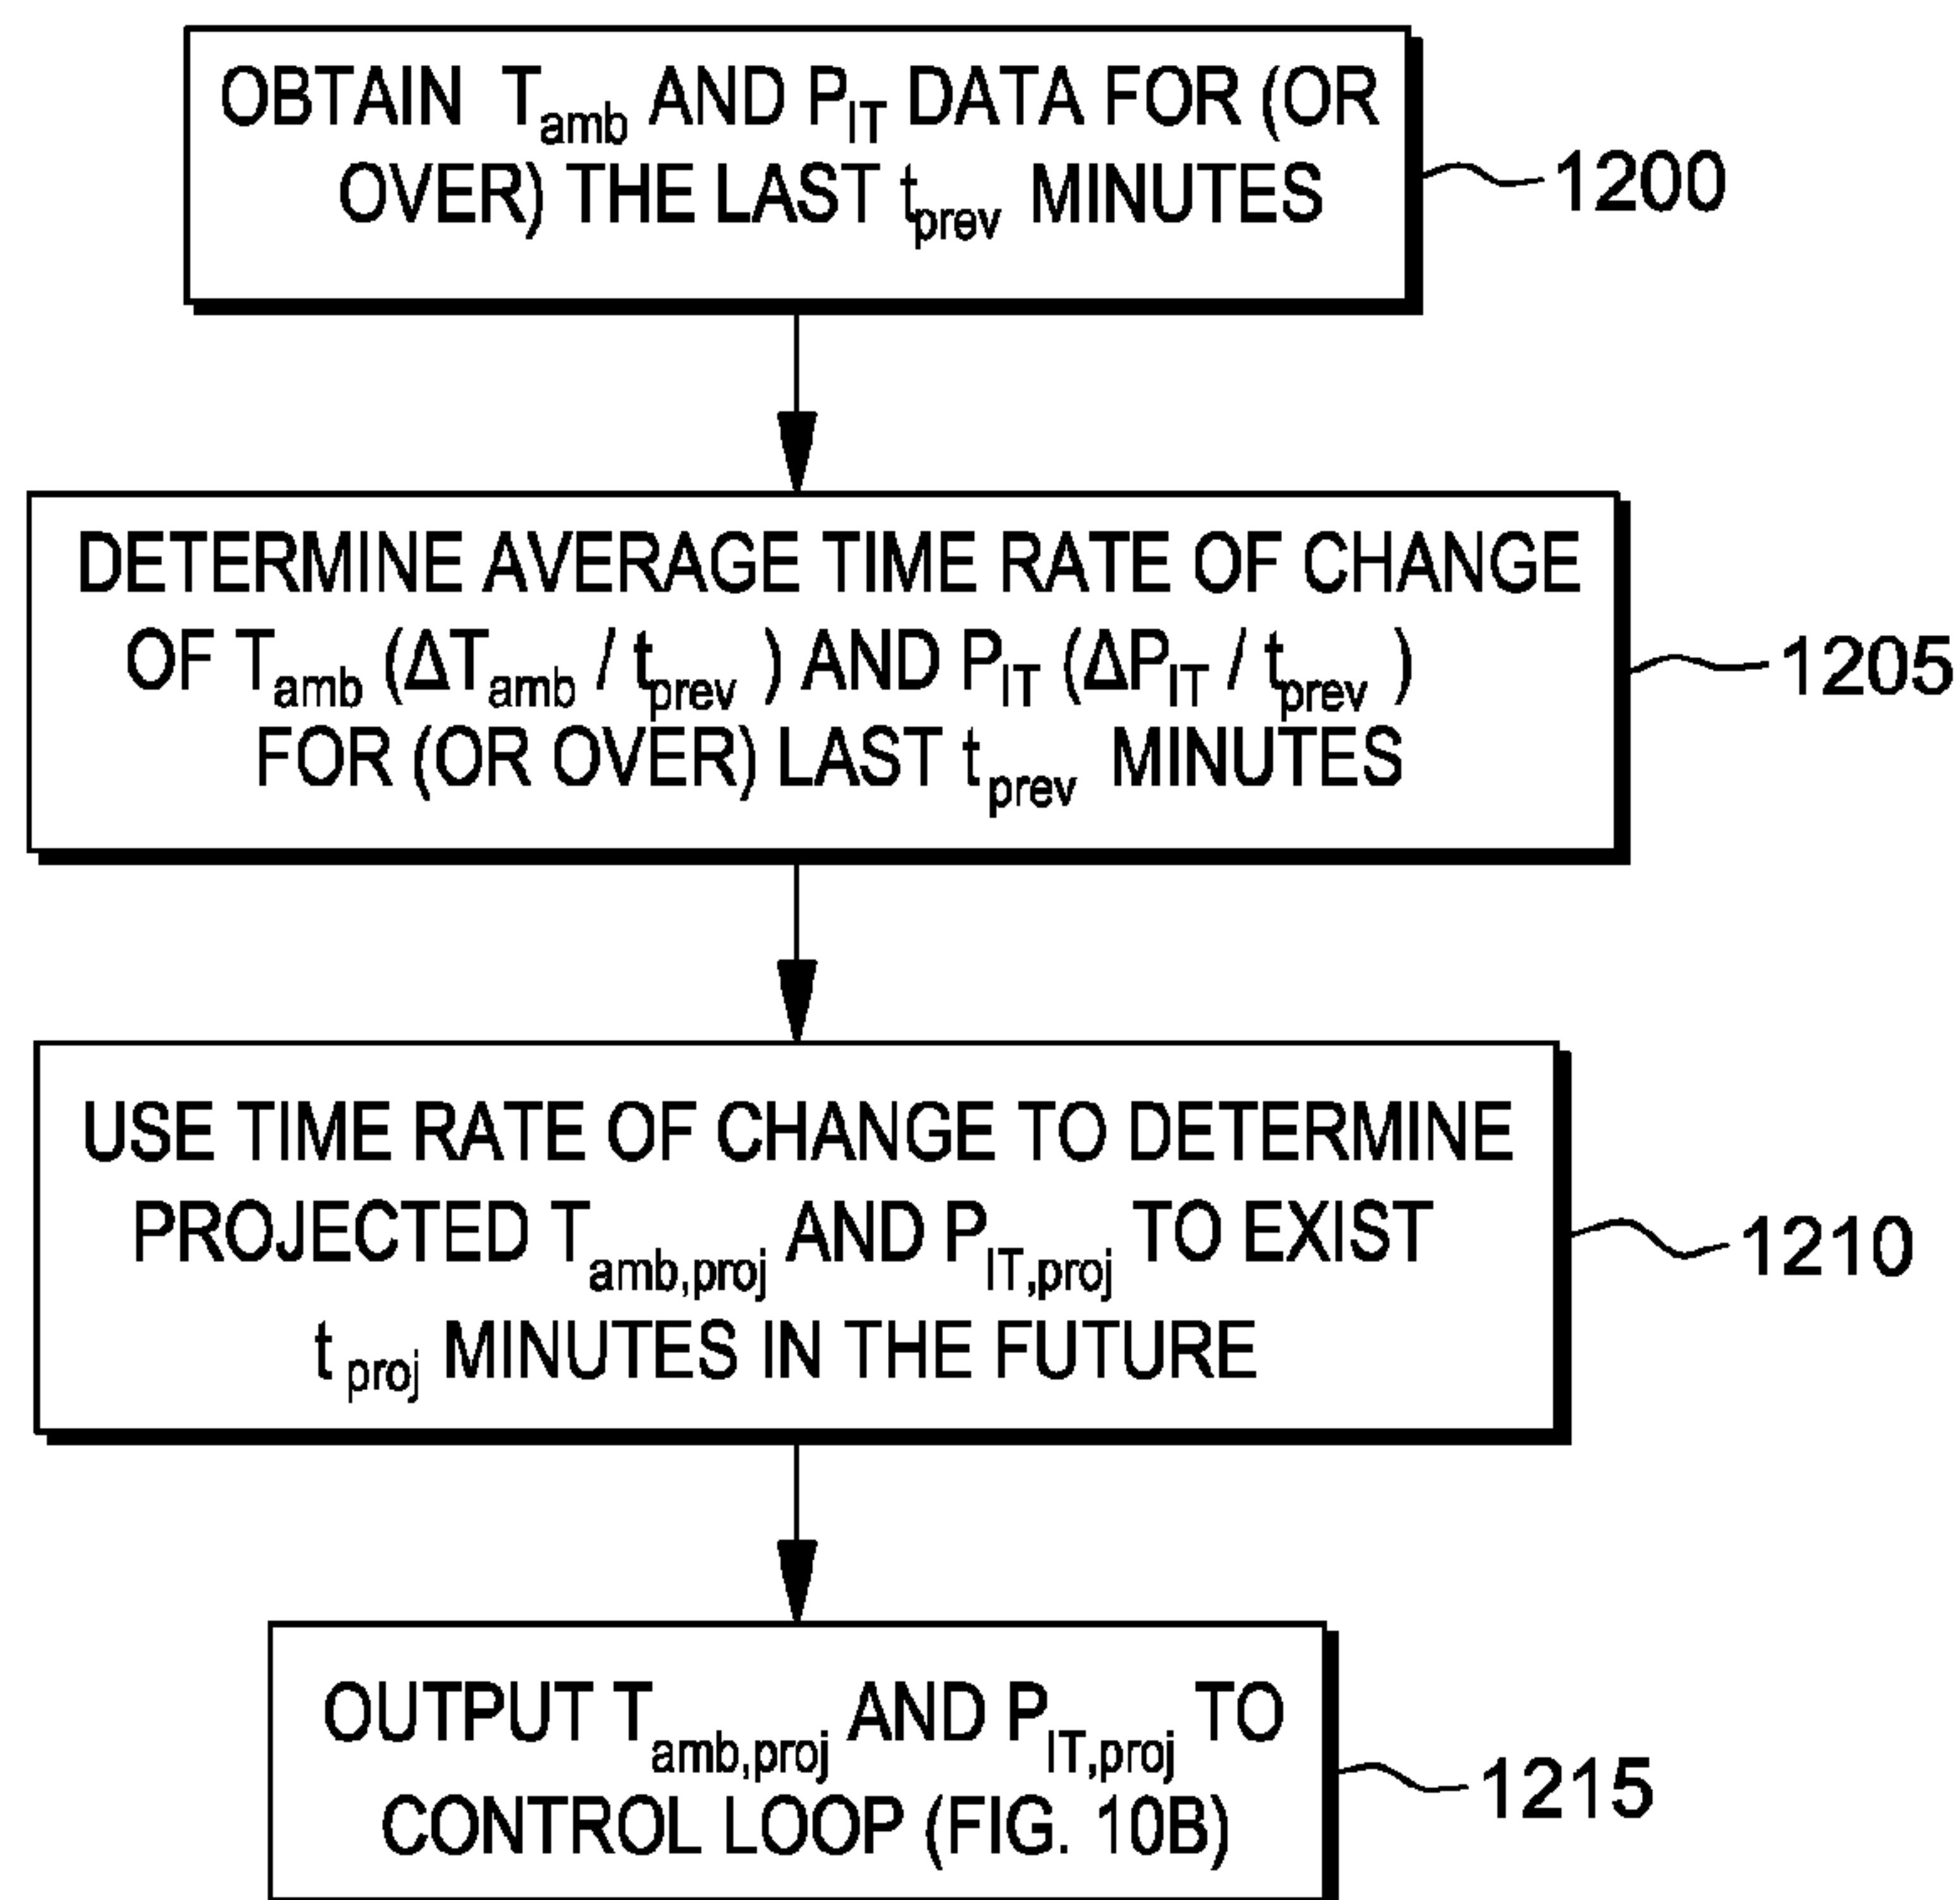 OBTAIN T_amb AND P_IT DATA FOR (OR
OVER) THE LAST t_prev MINUTES
1200
DETERMINE AVERAGE TIME RATE OF CHANGE
OF T_amb (ΔT_amb / t_prev ) AND P_IT (ΔP_IT / t_prev )
FOR (OR OVER) LAST t_prev MINUTES
1205
USE TIME RATE OF CHANGE TO DETERMINE
PROJECTED T_amb,proj AND P_IT,proj TO EXIST
t_proj MINUTES IN THE FUTURE
1210
OUTPUT T_amb,proj AND P_IT,proj TO
CONTROL LOOP (FIG. 10B)
1215